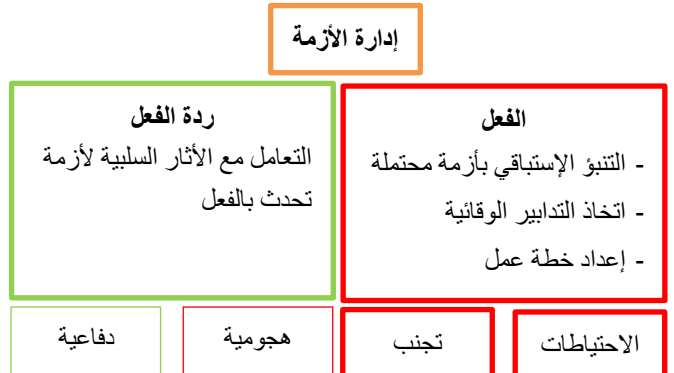 إدارة الأزمة
الفعل
- التنبؤ الإستباقي بأزمة محتملة
- اتخاذ التدابير الوقائية
- إعداد خطة عمل
ردة الفعل
التعامل مع الأثار السلبية لأزمة
تحدث بالفعل
الاحتياطات
تجنب
هجومية
دفاعية